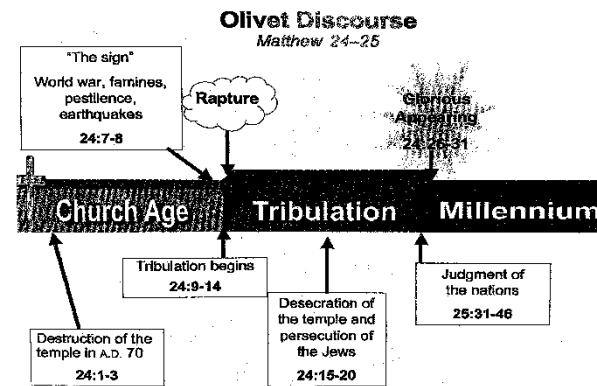 Olivet Discourse
Matthew 24–25
"The sign"
World war, famines,
pestilence,
earthquakes
24:7-8
Rapture
Glorious
Appearing
24:26-31
Church Age
Tribulation
Millennium
Tribulation begins
24:9-14
Destruction of the
temple in A.D. 70
24:1-3
Desecration of
the temple and
persecution of
the Jews
24:15-20
Judgment of
the nations
25:31-46